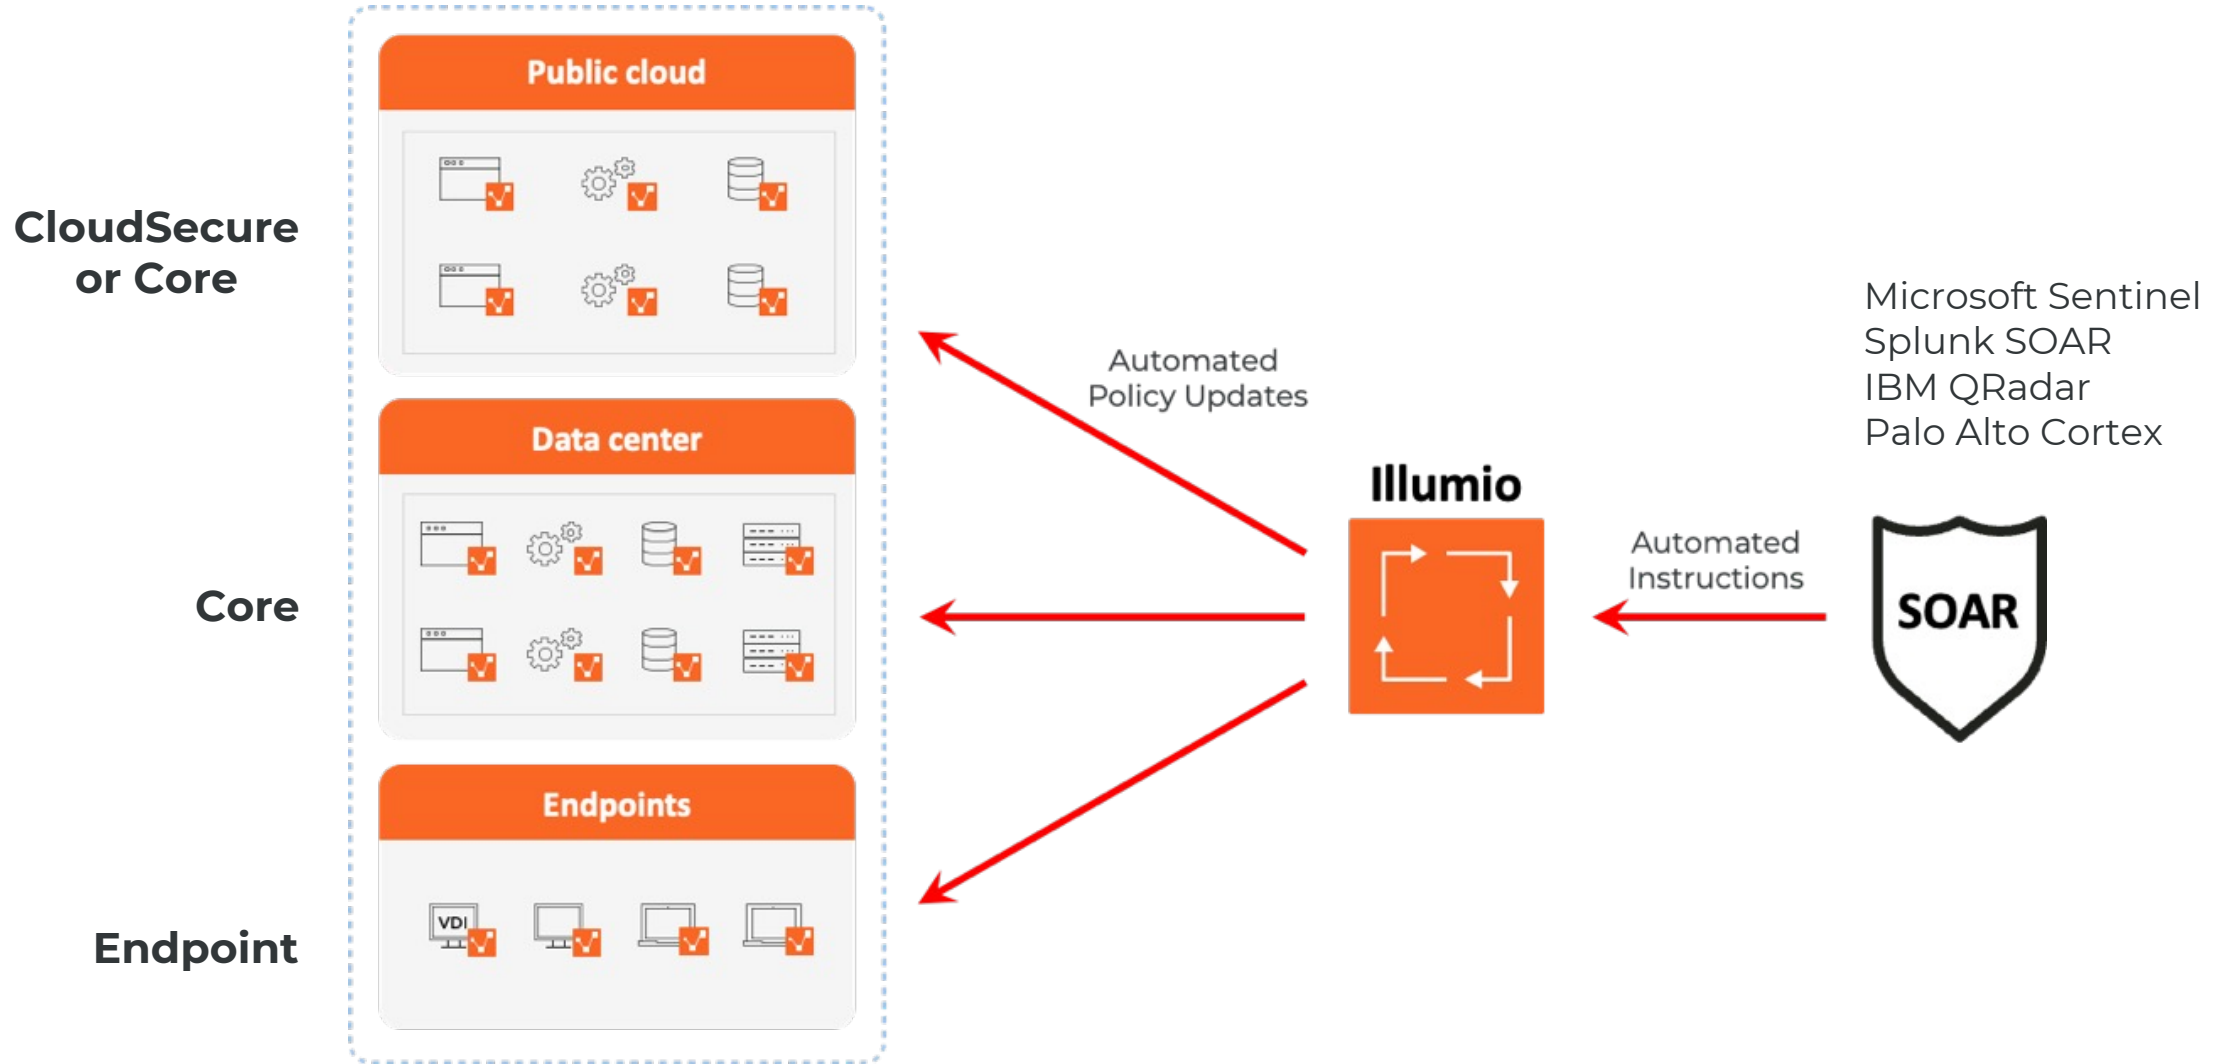 CloudSecure
or Core
Core
Endpoint
Public cloud
Data center
Endpoints
VDI
Automated
Policy Updates
Illumio
Automated
Instructions
Microsoft Sentinel
Splunk SOAR
IBM QRadar
Palo Alto Cortex
SOAR